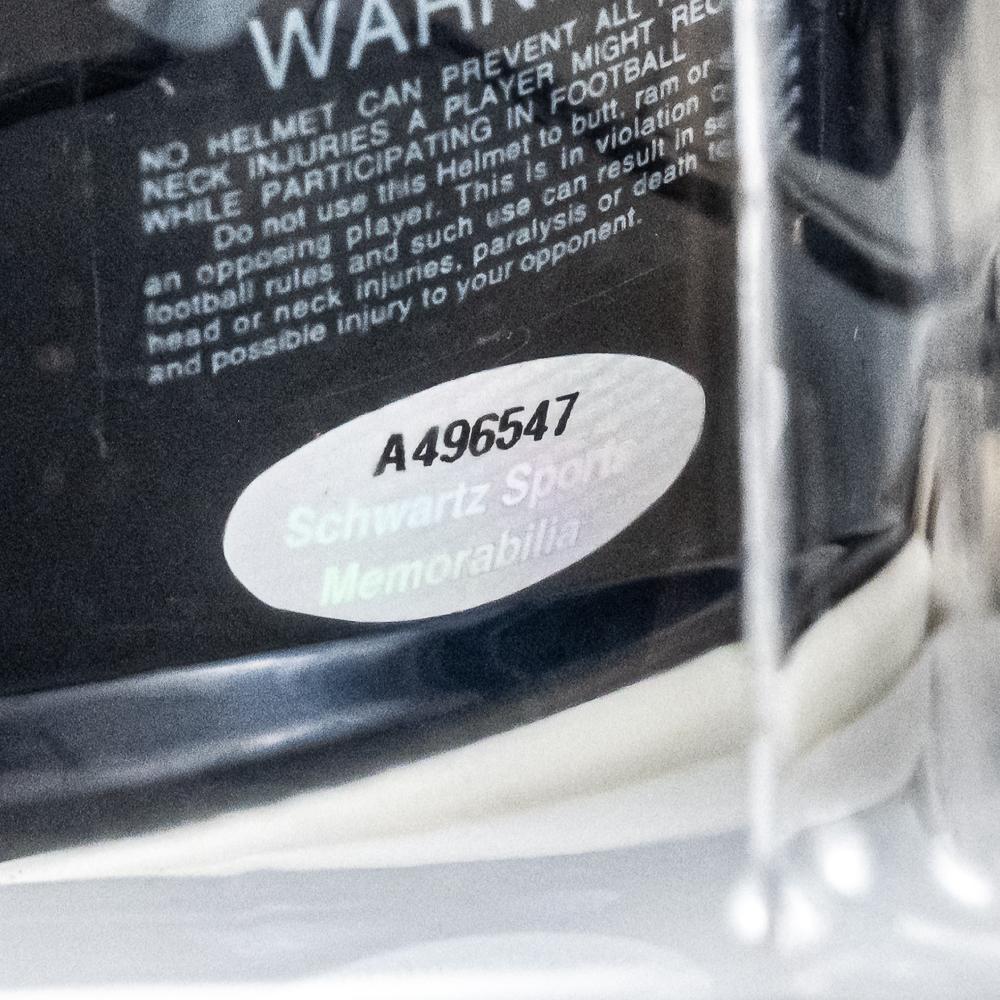 NO HELMET CAN PREVENT ALL
NECK INJURIES A PLAYER MIGHT
WHILE PARTICIPATING IN FOOTBALL
Do not use this Helmet to butt, ram or
an opposing player. This is in violation
football rules and such use can result in
head or neck injuries, paralysis or death
and possible injury to your opponent.
A496547
Schwartz Sports
Memorabilia